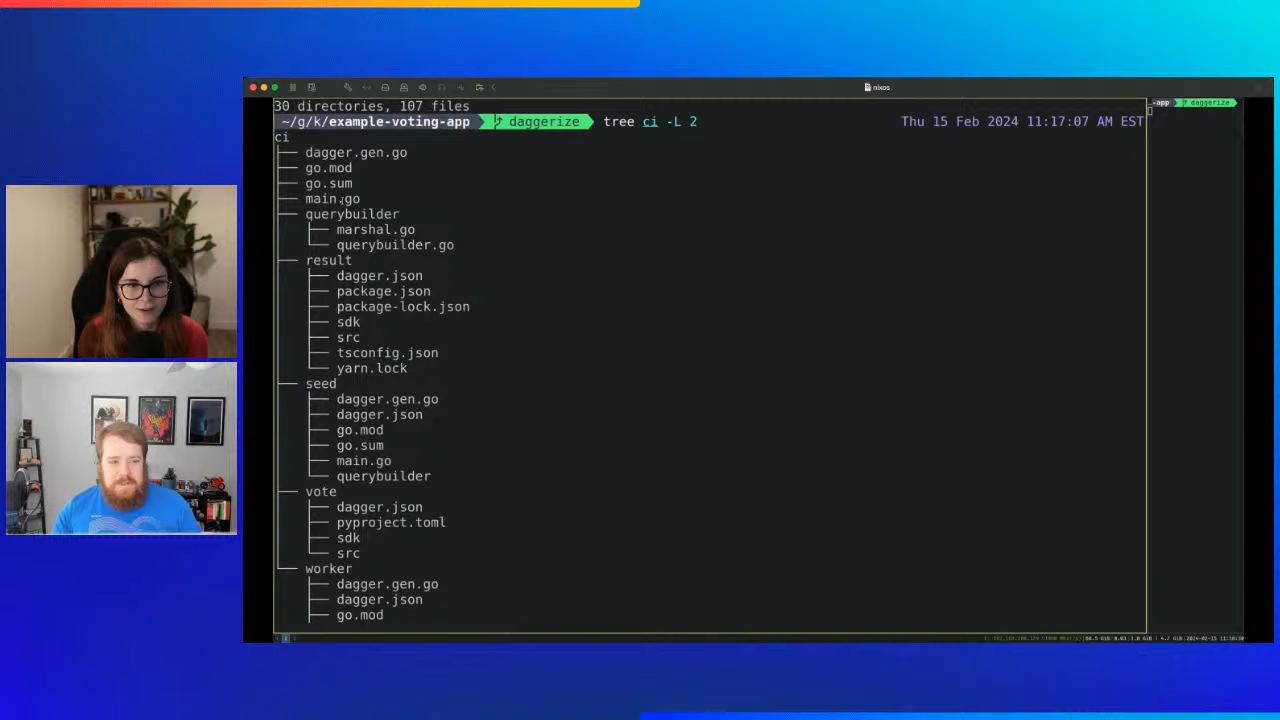 nixos
30 directories, 107 files
~/g/k/example-voting-app daggerize tree ci -L 2 Thu 15 Feb 2024 11:17:07 AM EST
-app daggerize
ci
├── dagger.gen.go
├── go.mod
├── go.sum
├── main.go
├── querybuilder
│   ├── marshal.go
│   └── querybuilder.go
├── result
│   ├── dagger.json
│   ├── package.json
│   ├── package-lock.json
│   ├── sdk
│   ├── src
│   ├── tsconfig.json
│   └── yarn.lock
├── seed
│   ├── dagger.gen.go
│   ├── dagger.json
│   ├── go.mod
│   ├── go.sum
│   ├── main.go
│   └── querybuilder
├── vote
│   ├── dagger.json
│   ├── pyproject.toml
│   ├── sdk
│   └── src
└── worker
    ├── dagger.gen.go
    ├── dagger.json
    ├── go.mod